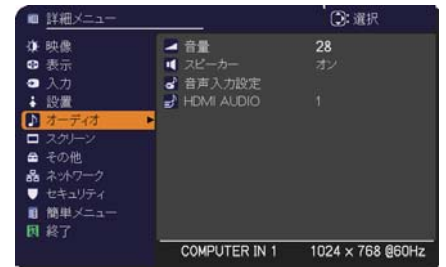 詳細メニュー
選択
映像
表示
入力
設置
オーディオ
スクリーン
その他
ネットワーク
セキュリティ
簡単メニュー
終了
音量 28
スピーカー オン
音声入力設定
HDMI AUDIO 1
COMPUTER IN 1 1024 × 768 @60Hz